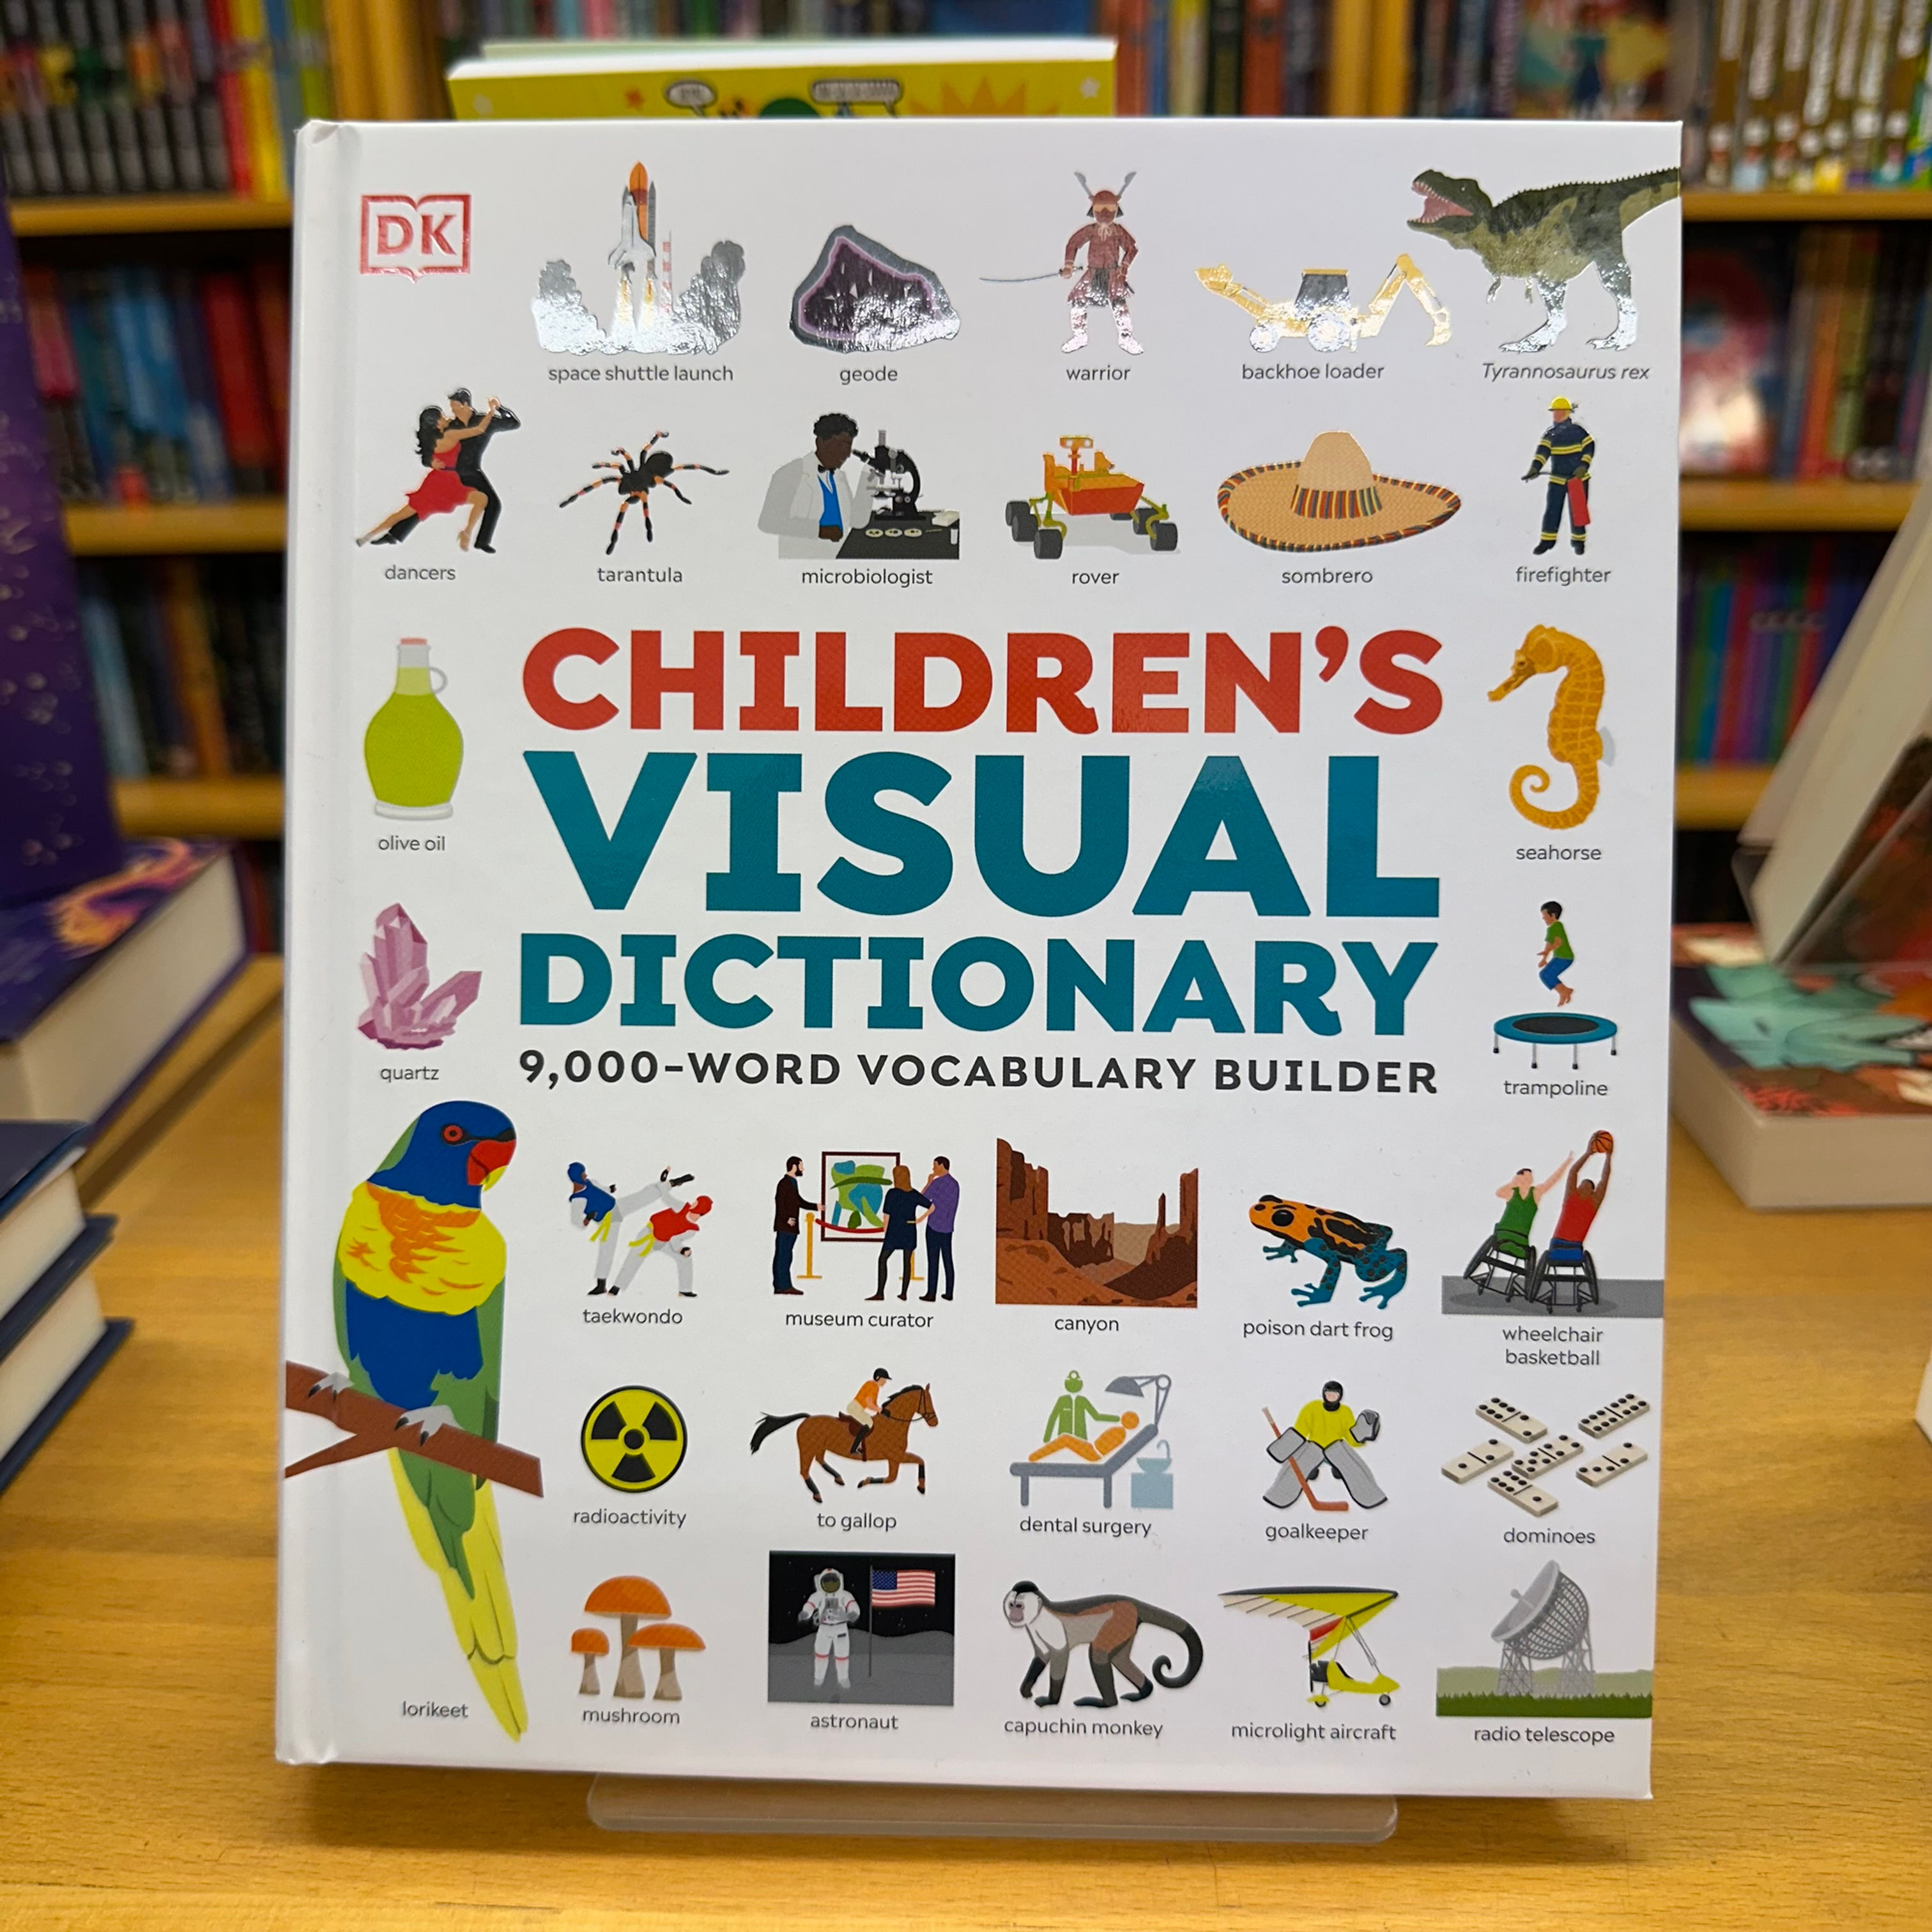 DK
space shuttle launch
geode
warrior
backhoe loader
Tyrannosaurus rex
dancers
tarantula
microbiologist
rover
sombrero
firefighter
CHILDREN'S
VISUAL
DICTIONARY
9,000-WORD VOCABULARY BUILDER
olive oil
seahorse
quartz
trampoline
taekwondo
museum curator
canyon
poison dart frog
wheelchair
basketball
radioactivity
to gallop
dental surgery
goalkeeper
dominoes
lorikeet
mushroom
astronaut
capuchin monkey
microlight aircraft
radio telescope